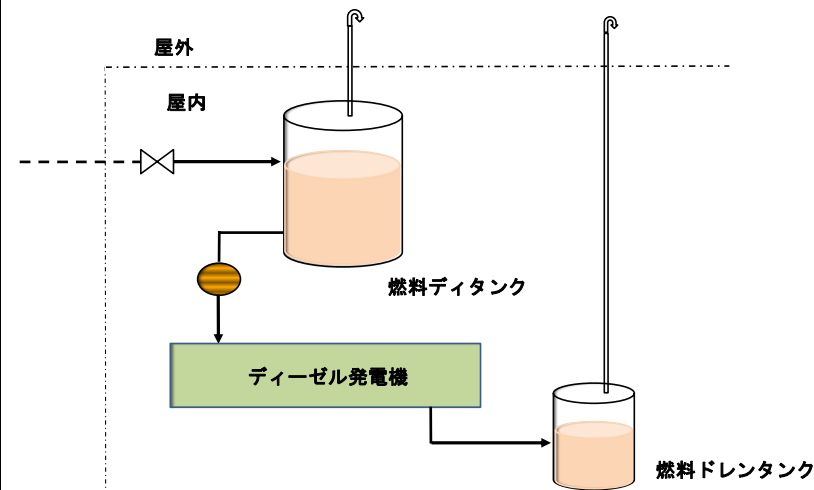 屋外
屋内
燃料ディタンク
ディーゼル発電機
燃料ドレンタンク